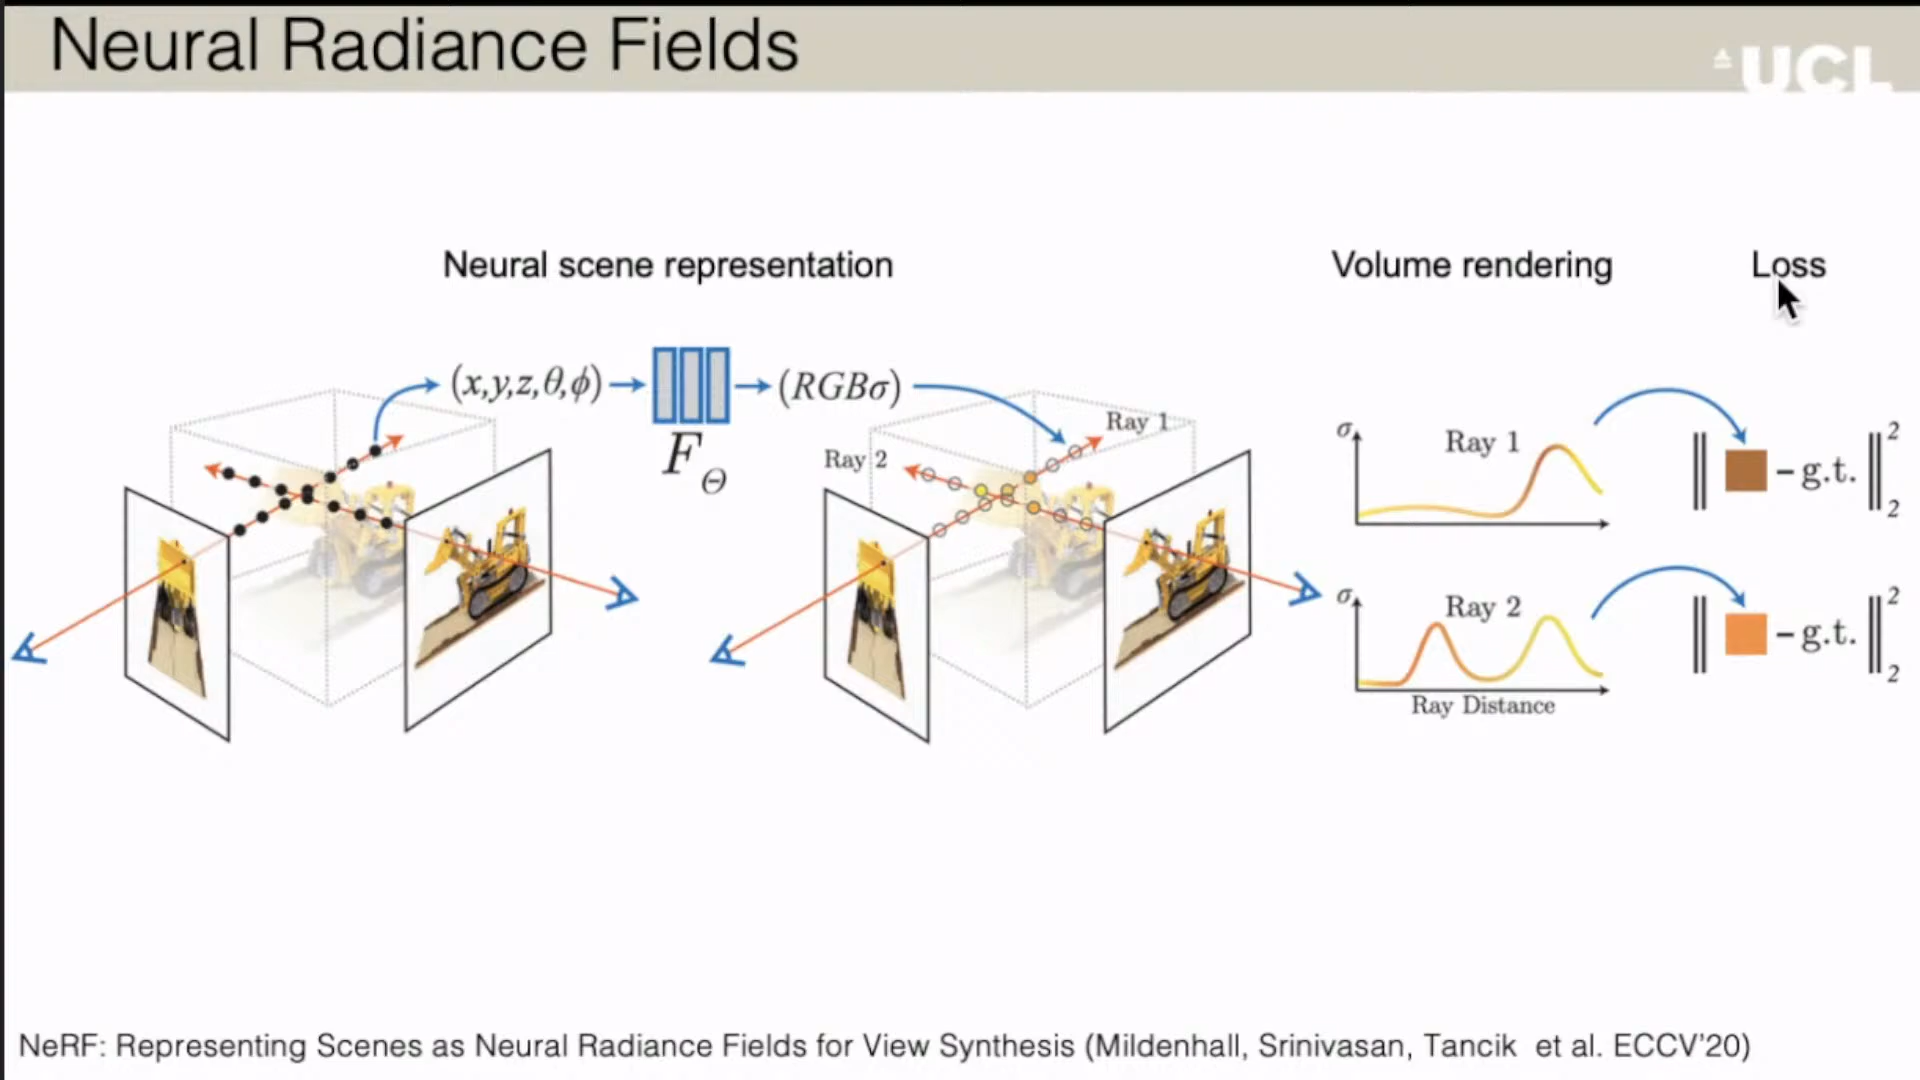 Neural Radiance Fields
UCL
Neural scene representation
Volume rendering
Loss
(x,y,z,θ,ϕ)
(RGBσ)
F_Θ
Ray 1
Ray 2
σ
Ray 1
‖ - g.t. ‖²₂
σ
Ray 2
Ray Distance
‖ - g.t. ‖²₂
NeRF: Representing Scenes as Neural Radiance Fields for View Synthesis (Mildenhall, Srinivasan, Tancik et al. ECCV'20)